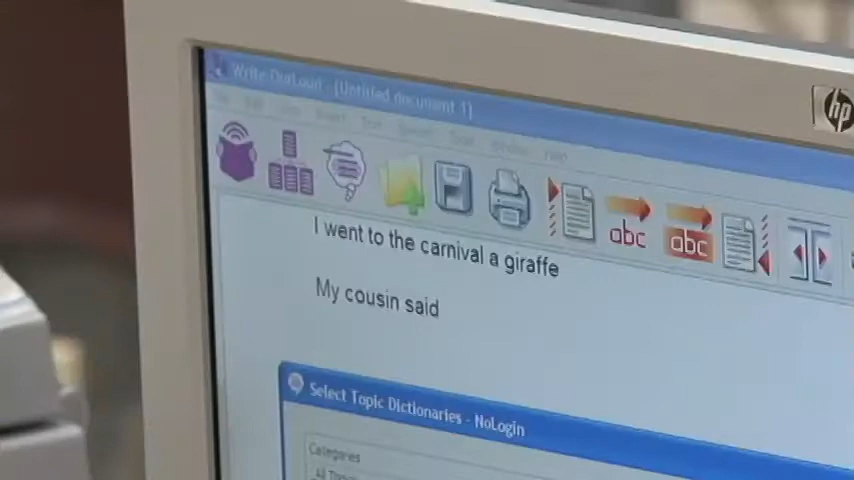 Write OutLoud - [Untitled document 1]
hp
abc
abc
I went to the carnival a giraffe
My cousin said
Select Topic Dictionaries - NoLogin
Categories